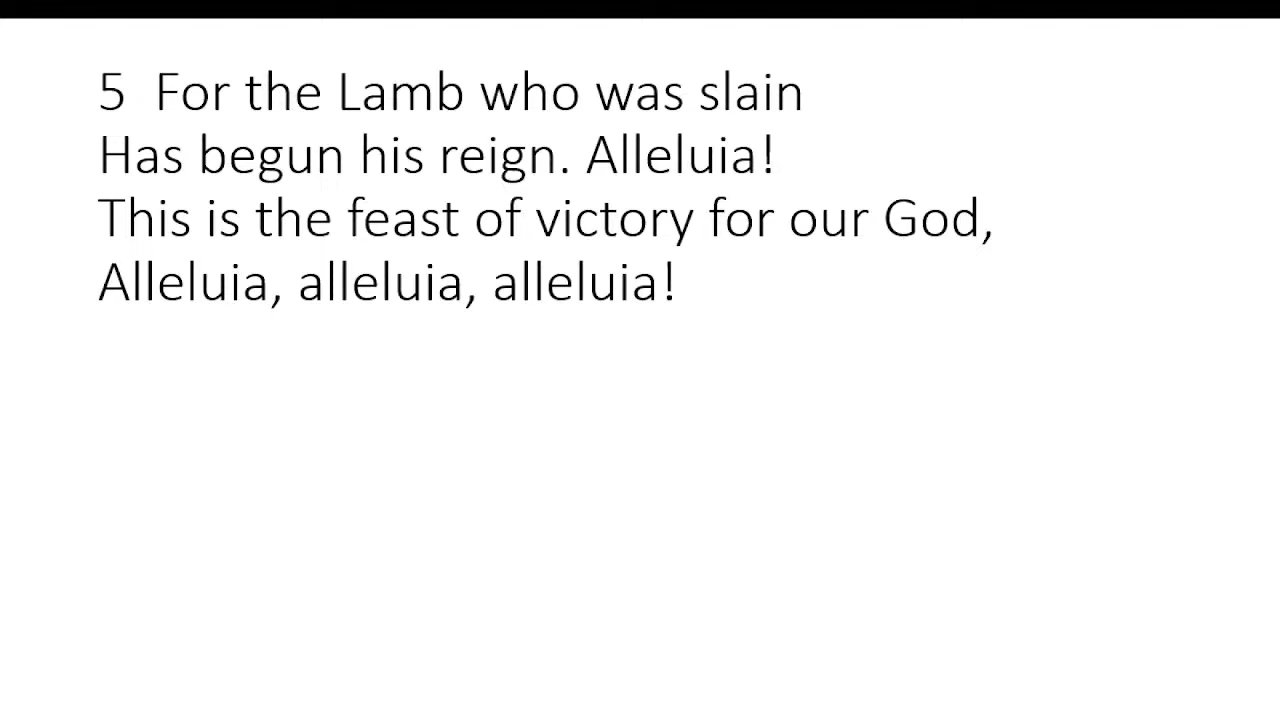 5  For the Lamb who was slain
Has begun his reign. Alleluia!
This is the feast of victory for our God,
Alleluia, alleluia, alleluia!